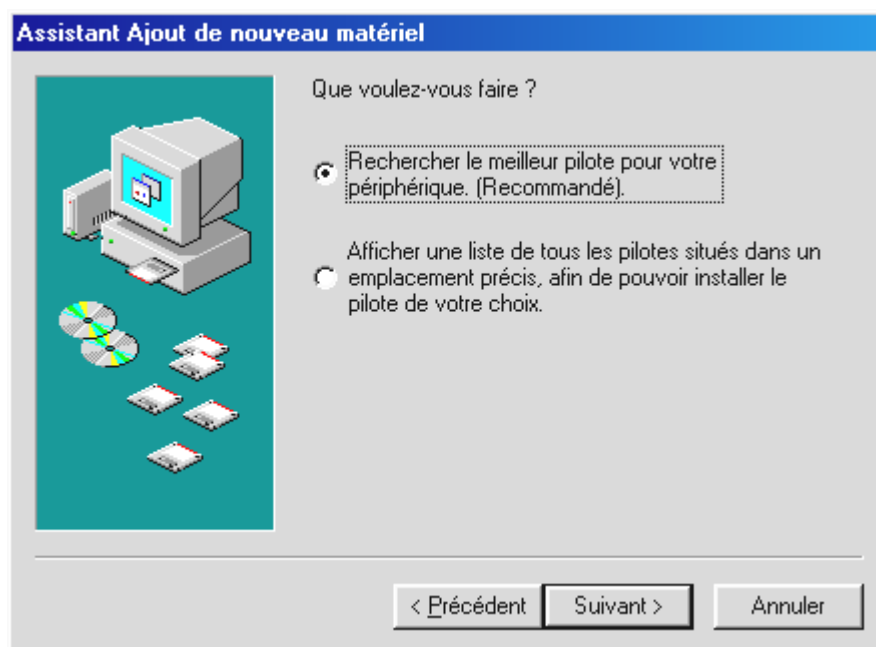 Assistant Ajout de nouveau matériel
Que voulez-vous faire ?
Rechercher le meilleur pilote pour votre
périphérique. (Recommandé).
Afficher une liste de tous les pilotes situés dans un
emplacement précis, afin de pouvoir installer le
pilote de votre choix.
< Précédent
Suivant >
Annuler